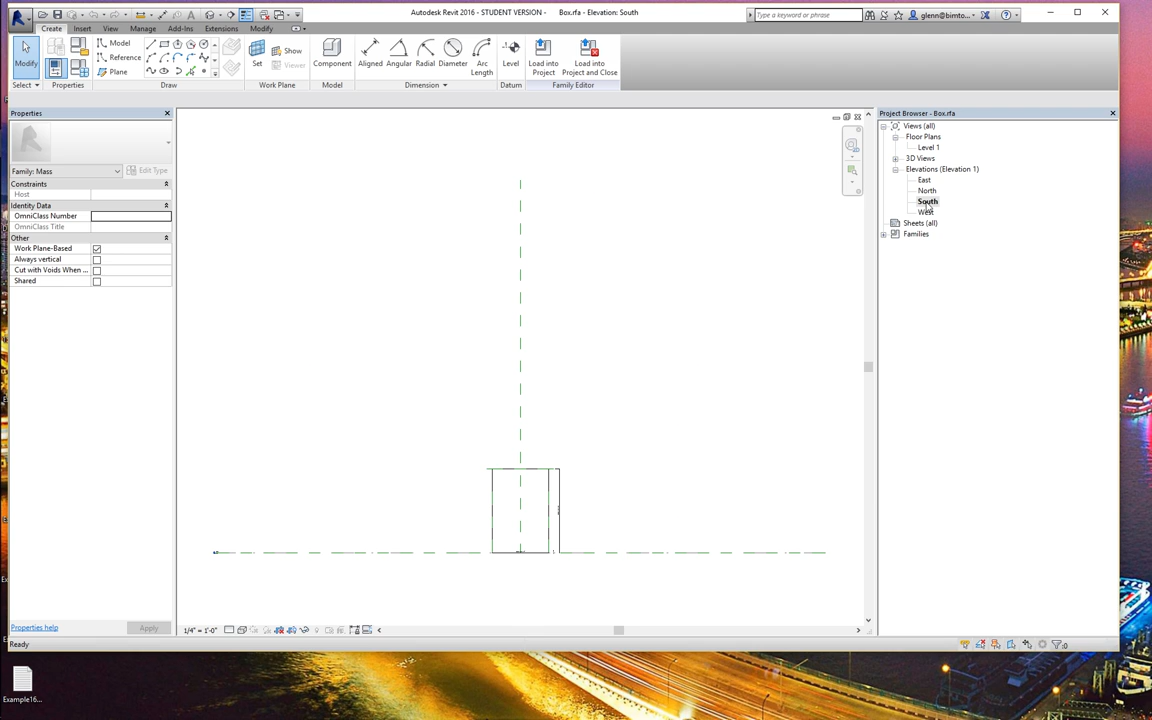 Autodesk Revit 2016 - STUDENT VERSION - Box.rfa - Elevation: South
Type a keyword or phrase
glenn@bimto...
Create Insert View Manage Add-Ins Extensions Modify
Modify
Select
Properties
Model
Reference
Plane
Draw
Set
Show
Viewer
Work Plane
Component
Model
Aligned Angular Radial Diameter Arc Length
Dimension
Level
Datum
Load into Project
Load into Project and Close
Family Editor
Properties
Family: Mass
Edit Type
Constraints
Host
Identity Data
OmniClass Number
OmniClass Title
Other
Work Plane-Based
Always vertical
Cut with Voids When ...
Shared
Properties help
Apply
1/4" = 1'-0"
Project Browser - Box.rfa
Views (all)
Floor Plans
Level 1
3D Views
Elevations (Elevation 1)
East
North
South
West
Sheets (all)
Families
Ready
:0
Example16...